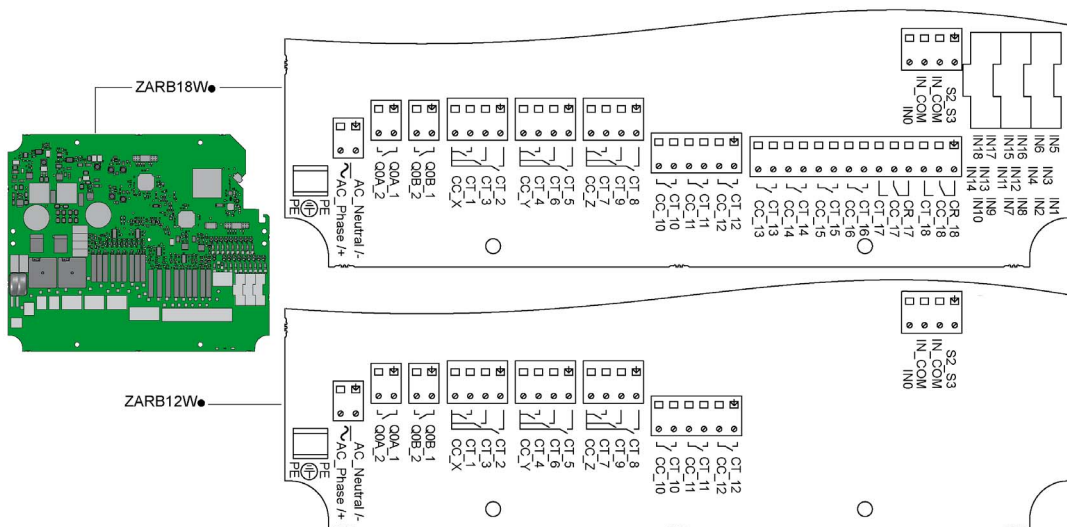 ZARB18W●
PE
PE
AC_Phase /+
AC_Neutral /-
Q0A_2
Q0A_1
Q0B_2
Q0B_1
CC_X
CT_1
CT_3
CT_2
CC_Y
CT_4
CT_6
CT_5
CC_Z
CT_7
CT_9
CT_8
CC_10
CT_10
CC_11
CT_11
CC_12
CT_12
CC_13
CT_13
CC_14
CT_14
CC_15
CT_15
CC_16
CT_16
CT_17
CC_17
CR_17
CT_18
CC_18
CR_18
IN0
IN_COM
IN_COM
S2_S3
IN18
IN17
IN15
IN16
IN6
IN5
IN14
IN13
IN11
IN12
IN4
IN3
IN10
IN9
IN7
IN8
IN2
IN1
ZARB12W●
PE
PE
AC_Phase /+
AC_Neutral /-
Q0A_2
Q0A_1
Q0B_2
Q0B_1
CC_X
CT_1
CT_3
CT_2
CC_Y
CT_4
CT_6
CT_5
CC_Z
CT_7
CT_9
CT_8
CC_10
CT_10
CC_11
CT_11
CC_12
CT_12
IN0
IN_COM
IN_COM
S2_S3